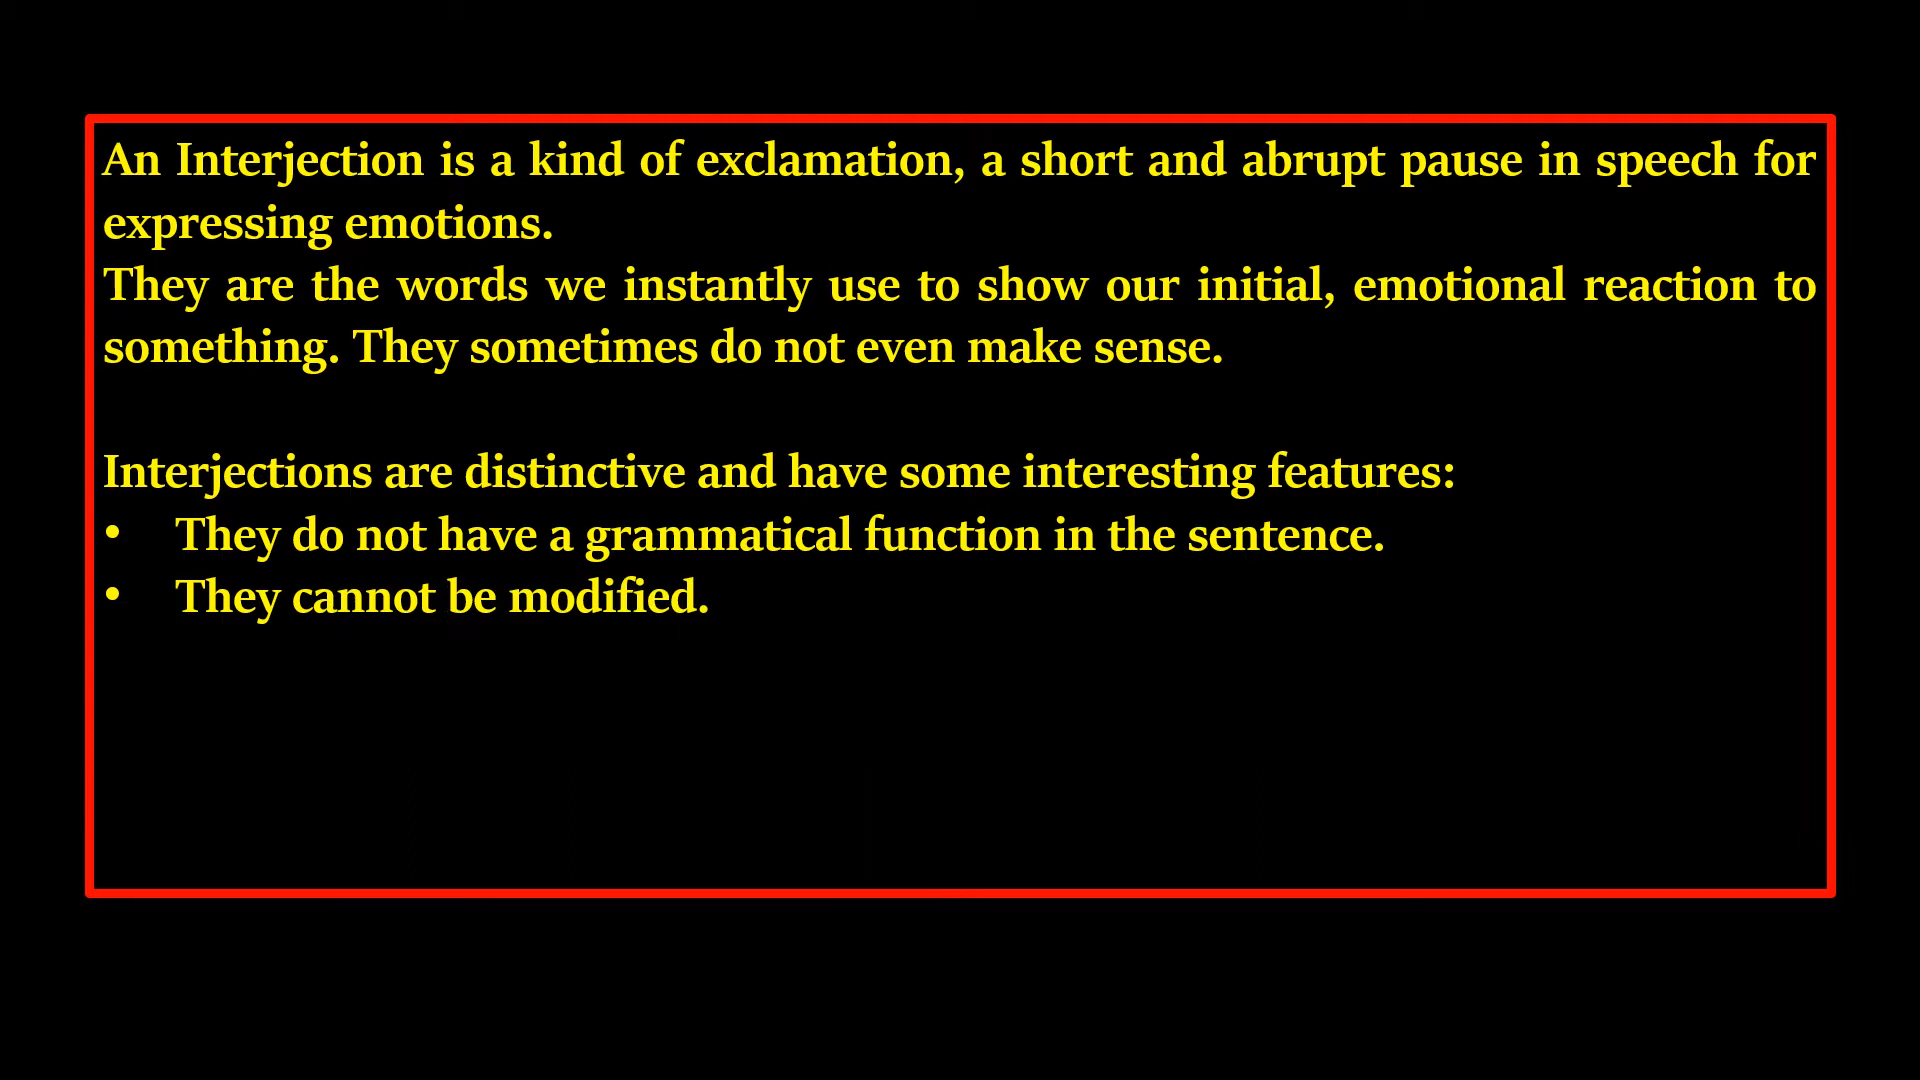 An Interjection is a kind of exclamation, a short and abrupt pause in speech for
expressing emotions.
They are the words we instantly use to show our initial, emotional reaction to
something. They sometimes do not even make sense.
Interjections are distinctive and have some interesting features:
• They do not have a grammatical function in the sentence.
• They cannot be modified.